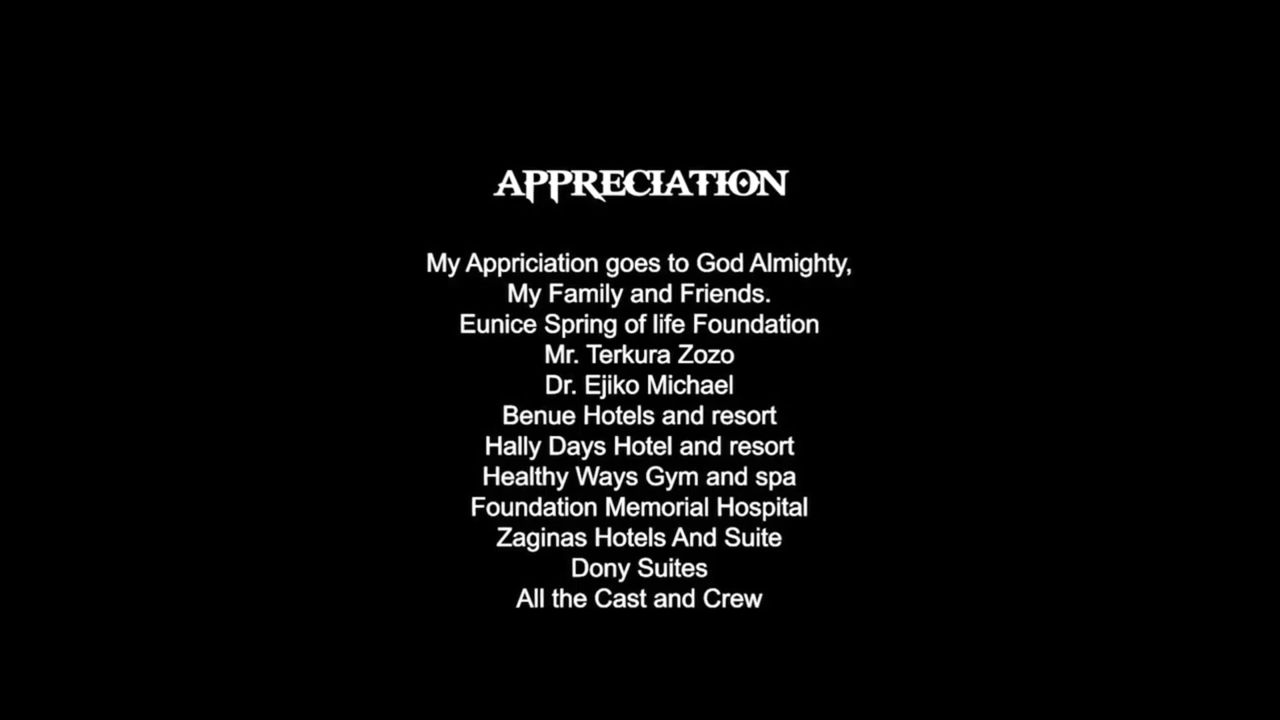 APPRECIATION
My Appriciation goes to God Almighty,
My Family and Friends.
Eunice Spring of life Foundation
Mr. Terkura Zozo
Dr. Ejiko Michael
Benue Hotels and resort
Hally Days Hotel and resort
Healthy Ways Gym and spa
Foundation Memorial Hospital
Zaginas Hotels And Suite
Dony Suites
All the Cast and Crew